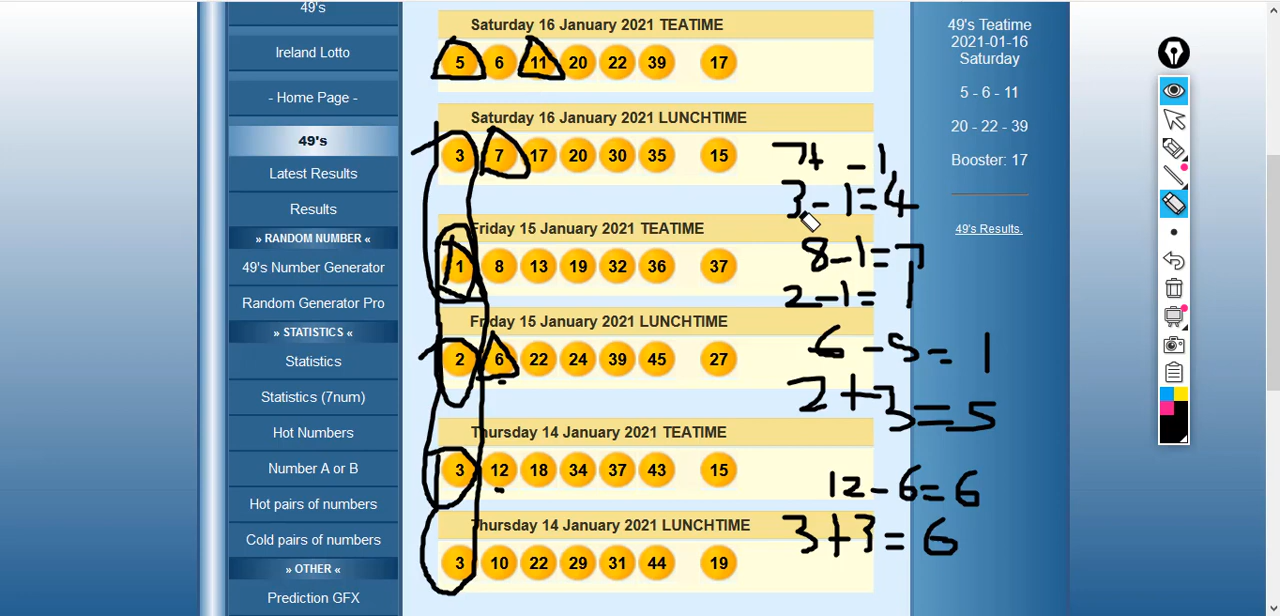 49's
Ireland Lotto
- Home Page -
49's
Latest Results
Results
» RANDOM NUMBER «
49's Number Generator
Random Generator Pro
» STATISTICS «
Statistics
Statistics (7num)
Hot Numbers
Number A or B
Hot pairs of numbers
Cold pairs of numbers
» OTHER «
Prediction GFX
Saturday 16 January 2021 TEATIME
5 6 11 20 22 39 17
Saturday 16 January 2021 LUNCHTIME
3 7 17 20 30 35 15
Friday 15 January 2021 TEATIME
1 8 13 19 32 36 37
Friday 15 January 2021 LUNCHTIME
2 6 22 24 39 45 27
Thursday 14 January 2021 TEATIME
3 12 18 34 37 43 15
Thursday 14 January 2021 LUNCHTIME
3 10 22 29 31 44 19
7+ - 1
3 - 1 = 4
8 - 1 = 7
2 - 1 = 1
6 - 5 = 1
2 + 3 = 5
12 - 6 = 6
3 + 3 = 6
49's Teatime
2021-01-16
Saturday
5 - 6 - 11
20 - 22 - 39
Booster: 17
49's Results.